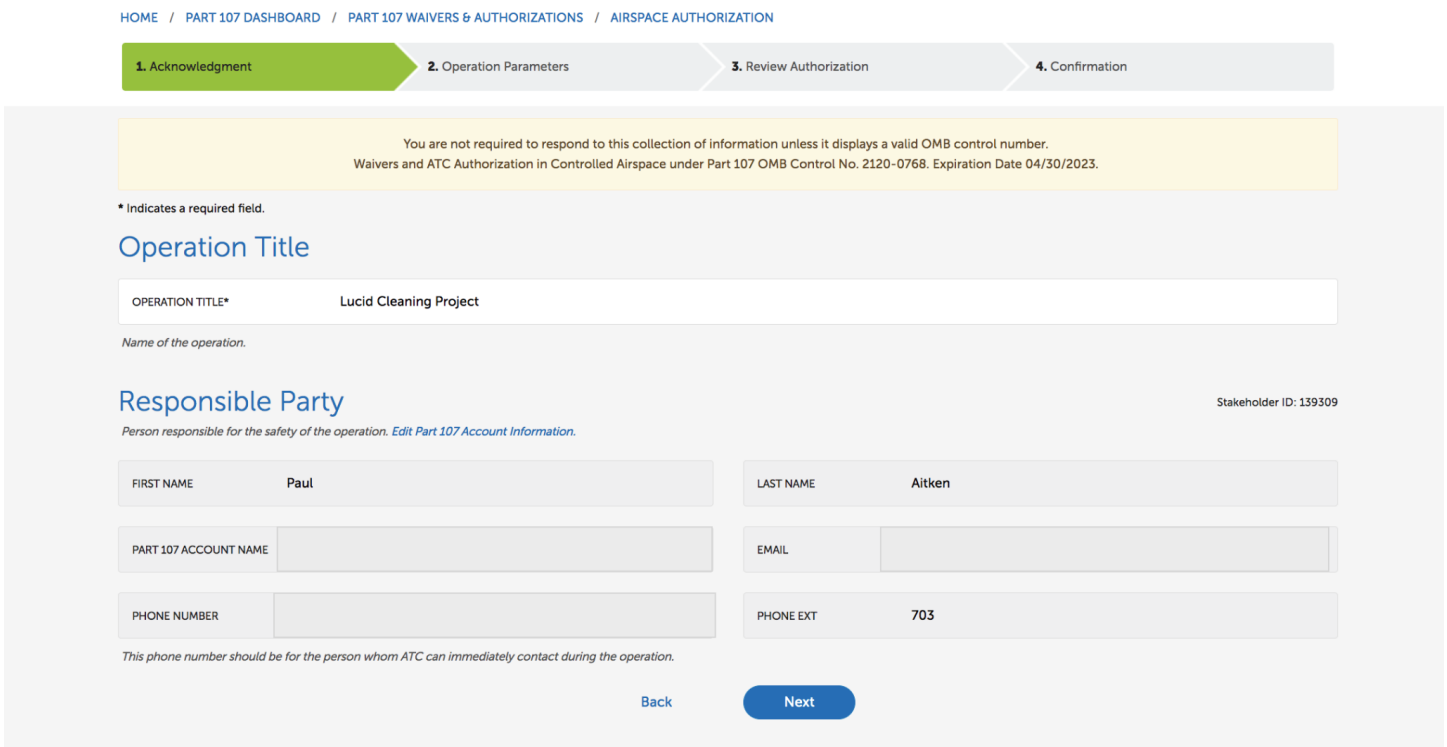 HOME / PART 107 DASHBOARD / PART 107 WAIVERS & AUTHORIZATIONS / AIRSPACE AUTHORIZATION
1. Acknowledgment 2. Operation Parameters 3. Review Authorization 4. Confirmation
You are not required to respond to this collection of information unless it displays a valid OMB control number.
Waivers and ATC Authorization in Controlled Airspace under Part 107 OMB Control No. 2120-0768. Expiration Date 04/30/2023.
* Indicates a required field.
Operation Title
OPERATION TITLE* Lucid Cleaning Project
Name of the operation.
Responsible Party Stakeholder ID: 139309
Person responsible for the safety of the operation. Edit Part 107 Account Information.
FIRST NAME Paul LAST NAME Aitken
PART 107 ACCOUNT NAME EMAIL
PHONE NUMBER PHONE EXT 703
This phone number should be for the person whom ATC can immediately contact during the operation.
Back Next